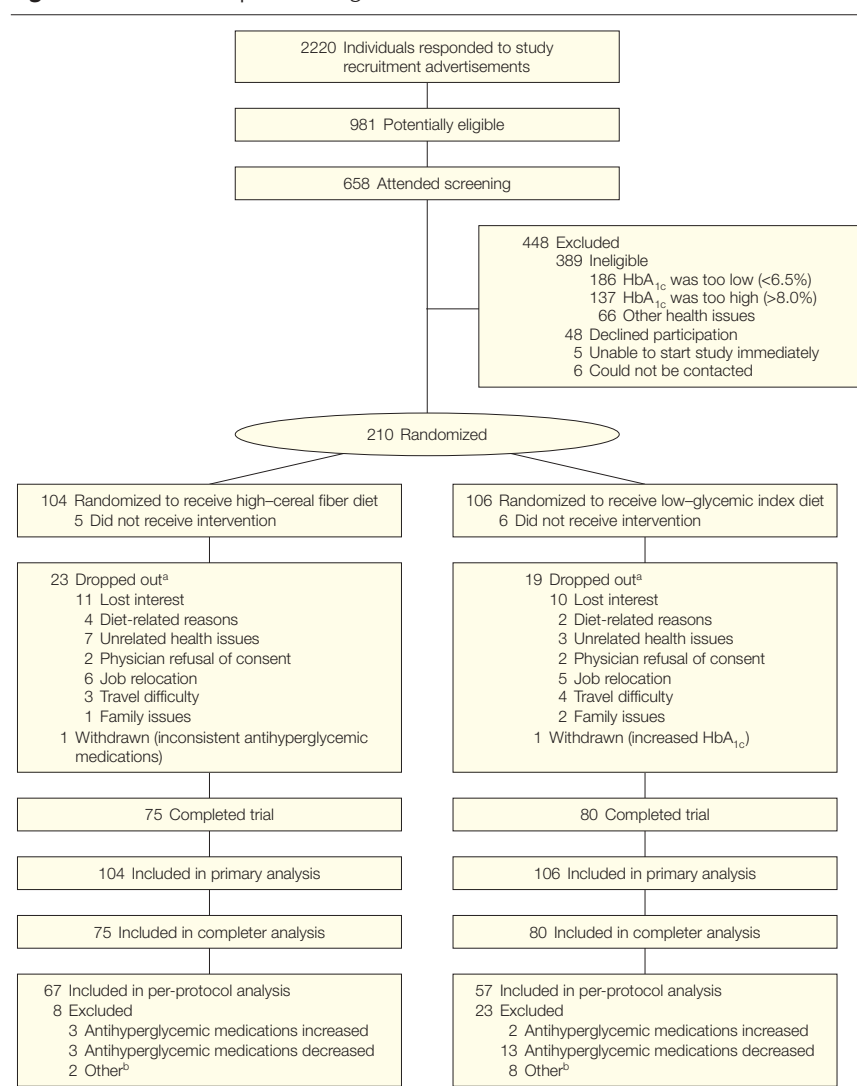 2220 Individuals responded to study
recruitment advertisements
981 Potentially eligible
658 Attended screening
448 Excluded
389 Ineligible
186 HbA1c was too low (<6.5%)
137 HbA1c was too high (>8.0%)
66 Other health issues
48 Declined participation
5 Unable to start study immediately
6 Could not be contacted
210 Randomized
104 Randomized to receive high–cereal fiber diet
5 Did not receive intervention
23 Dropped outa
11 Lost interest
4 Diet-related reasons
7 Unrelated health issues
2 Physician refusal of consent
6 Job relocation
3 Travel difficulty
1 Family issues
1 Withdrawn (inconsistent antihyperglycemic
medications)
75 Completed trial
104 Included in primary analysis
75 Included in completer analysis
67 Included in per-protocol analysis
8 Excluded
3 Antihyperglycemic medications increased
3 Antihyperglycemic medications decreased
2 Otherb
106 Randomized to receive low–glycemic index diet
6 Did not receive intervention
19 Dropped outa
10 Lost interest
2 Diet-related reasons
3 Unrelated health issues
2 Physician refusal of consent
5 Job relocation
4 Travel difficulty
2 Family issues
1 Withdrawn (increased HbA1c)
80 Completed trial
106 Included in primary analysis
80 Included in completer analysis
57 Included in per-protocol analysis
23 Excluded
2 Antihyperglycemic medications increased
13 Antihyperglycemic medications decreased
8 Otherb